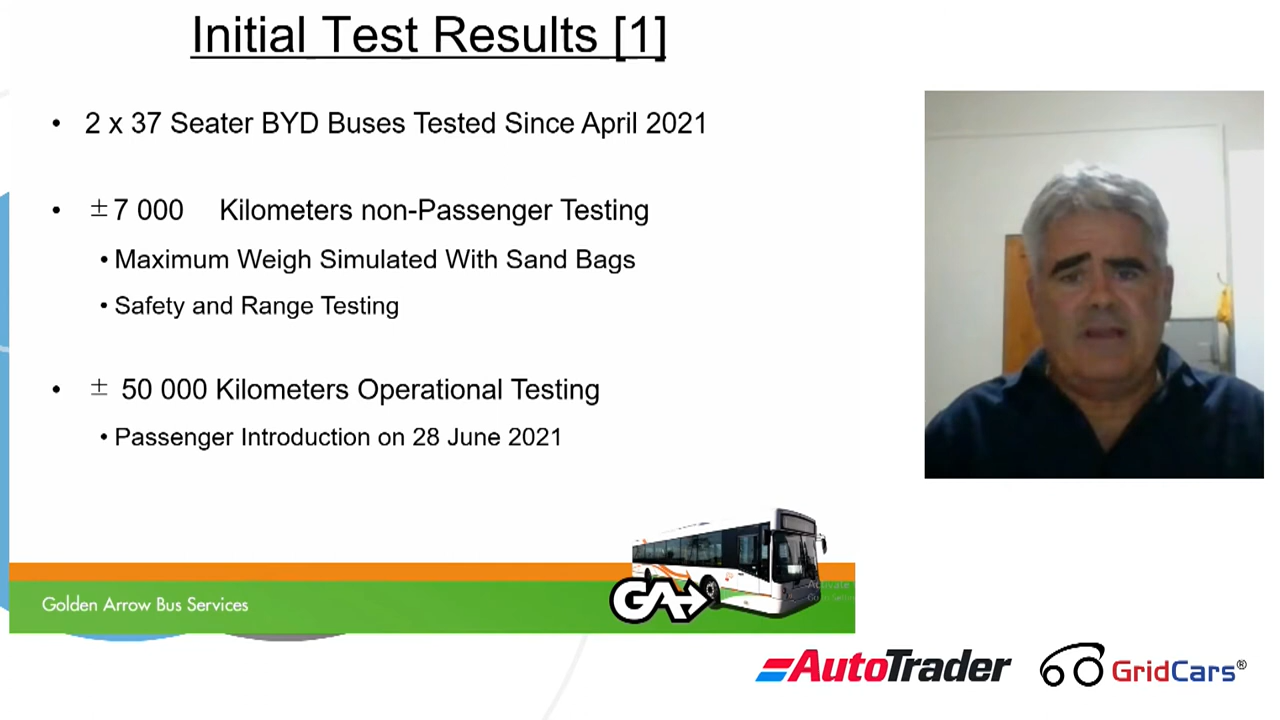 Initial Test Results [1]
• 2 x 37 Seater BYD Buses Tested Since April 2021
• ±7 000 Kilometers non-Passenger Testing
• Maximum Weigh Simulated With Sand Bags
• Safety and Range Testing
• ± 50 000 Kilometers Operational Testing
• Passenger Introduction on 28 June 2021
Golden Arrow Bus Services
GA
AutoTrader
GridCars®